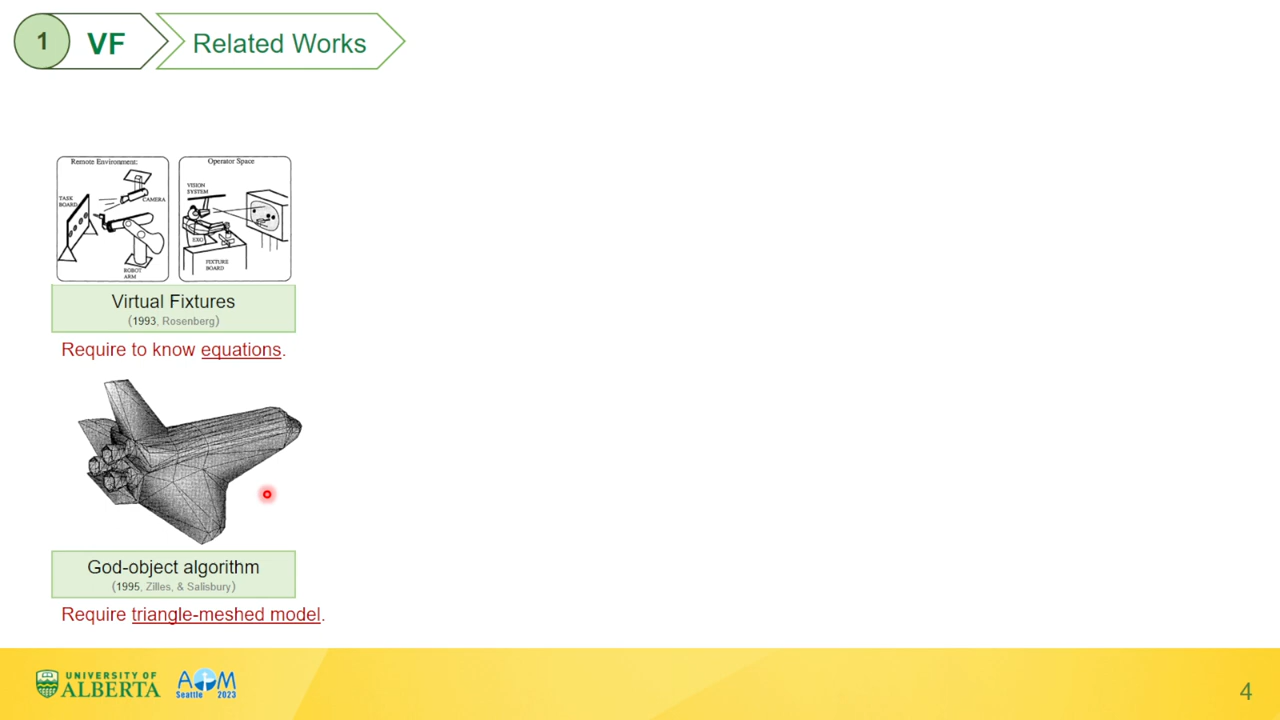 1
VF
Related Works
Remote Environment:
TASK
BOARD
CAMERA
ROBOT
ARM
Operator Space
VISION
SYSTEM
EXO
FIXTURE
BOARD
Virtual Fixtures
(1993, Rosenberg)
Require to know equations.
God-object algorithm
(1995, Zilles, & Salisbury)
Require triangle-meshed model.
UNIVERSITY OF
ALBERTA
AIM
Seattle 2023
4